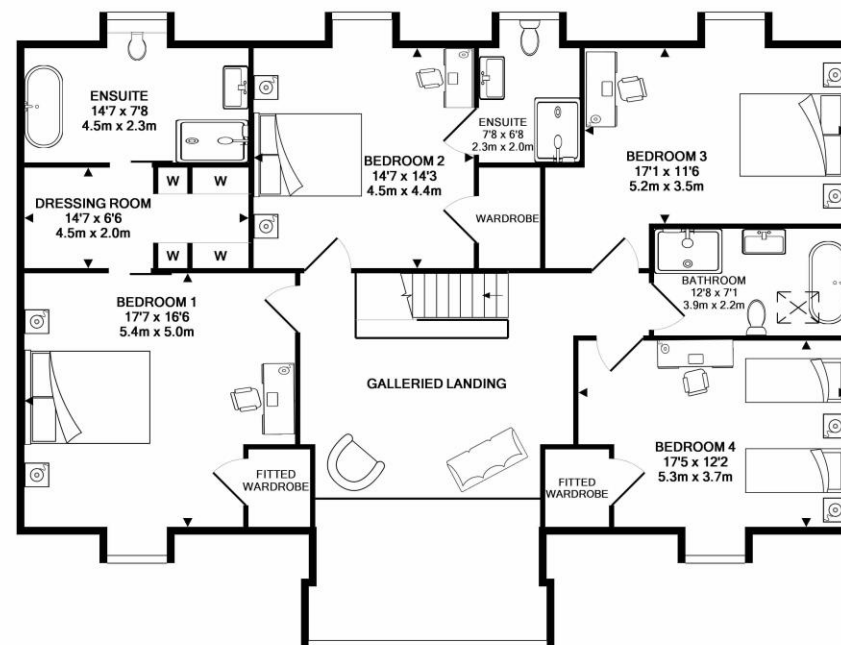 ENSUITE
14'7 x 7'8
4.5m x 2.3m
BEDROOM 2
14'7 x 14'3
4.5m x 4.4m
ENSUITE
7'8 x 6'8
2.3m x 2.0m
BEDROOM 3
17'1 x 11'6
5.2m x 3.5m
DRESSING ROOM
14'7 x 6'6
4.5m x 2.0m
W
W
W
W
WARDROBE
BATHROOM
12'8 x 7'1
3.9m x 2.2m
BEDROOM 1
17'7 x 16'6
5.4m x 5.0m
GALLERIED LANDING
BEDROOM 4
17'5 x 12'2
5.3m x 3.7m
FITTED
WARDROBE
FITTED
WARDROBE